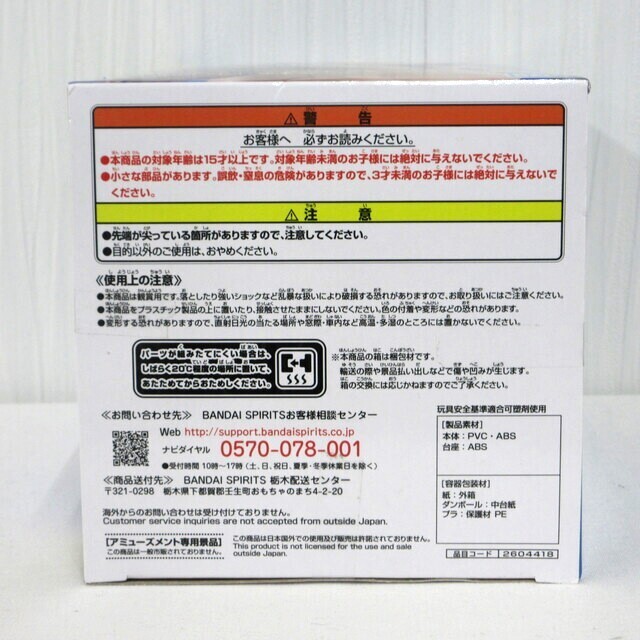 ⚠警告
お客様へ 必ずお読みください。
●本商品の対象年齢は15才以上です。対象年齢未満のお子様には絶対に与えないでください。
●小さな部品があります。誤飲・窒息の危険がありますので、3才未満のお子様には絶対に与えないでください。
⚠注意
●先端が尖っている箇所がありますので、注意してください。
●目的以外のご使用は、おやめください。
《使用上の注意》
●本商品は観賞用です。落としたり強いショックなど乱暴な扱いにより破損する恐れがありますので、お取り扱いにはご注意ください。
●本商品をプラスチック製品の上に置いたり、接触させたままにしないでください。色の付着や変形などの恐れがあります。
●変形する恐れがありますので、直射日光の当たる場所や窓際・車内など高温・多湿のところには置かないでください。
パーツが組みたてにくい場合は、
しばらく20℃程度の場所に置いて、
あたためてからおためしください。
※本商品の箱は梱包材です。
輸送の際や景品払い出しなどで傷や凹みが生じます。
箱の交換には応じかねますのでご了承ください。
《お問い合わせ先》 BANDAI SPIRITSお客様相談センター
Web http://support.bandaispirits.co.jp
ナビダイヤル 0570-078-001
●受付時間 10時〜17時(土、日、祝日、夏季・冬季休業日を除く)
《商品送付先》 BANDAI SPIRITS 栃木配送センター
〒321-0298 栃木県下都賀郡壬生町おもちゃのまち4-2-20
海外からのお問い合わせは受け付けておりません。
Customer service inquiries are not accepted from outside Japan.
[アミューズメント専用景品]
この商品は一般市販しておりません。
この商品は日本国外での使用及び販売は許諾されておりません。
This product is not licensed for the use and sale
outside Japan.
玩具安全基準適合可塑剤使用
[製品素材]
本体:PVC・ABS
台座:ABS
[容器包装材]
紙:外箱
ダンボール:中台紙
プラ:保護材 PE
品目コード 2604418